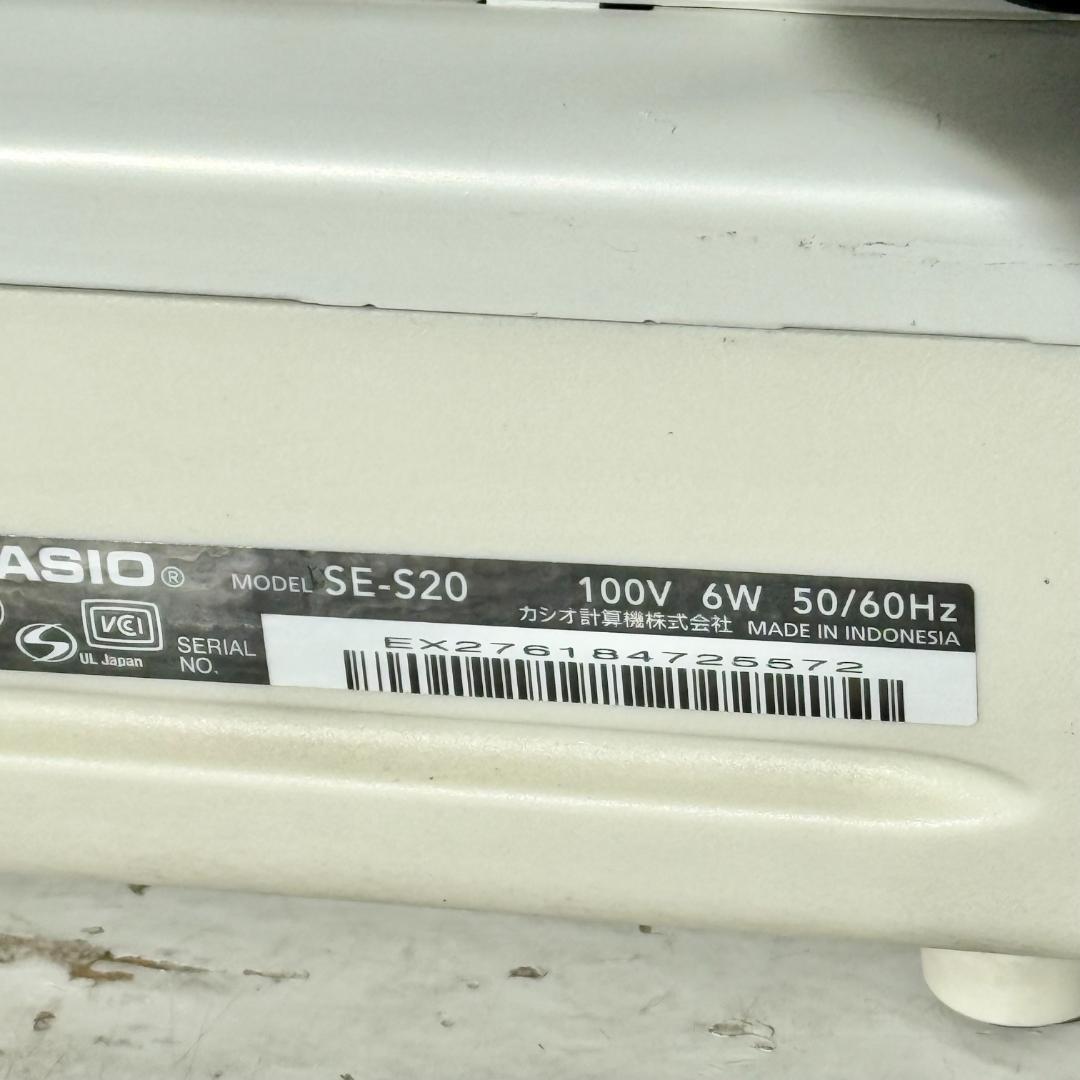 ASIO®
MODEL SE-S20 100V 6W 50/60Hz
カシオ計算機株式会社 MADE IN INDONESIA
VCI
UL Japan
SERIAL
NO.
EX276184725572